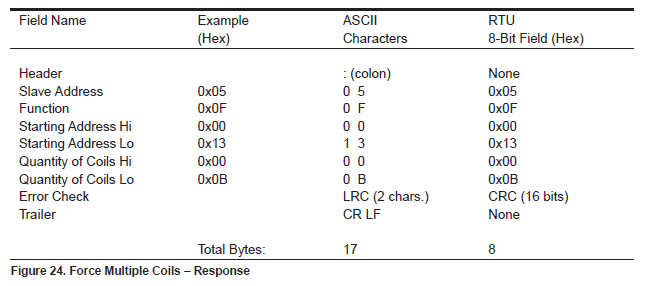 Field Name Example ASCII RTU
(Hex) Characters 8-Bit Field (Hex)
Header : (colon) None
Slave Address 0x05 0 5 0x05
Function 0x0F 0 F 0x0F
Starting Address Hi 0x00 0 0 0x00
Starting Address Lo 0x13 1 3 0x13
Quantity of Coils Hi 0x00 0 0 0x00
Quantity of Coils Lo 0x0B 0 B 0x0B
Error Check LRC (2 chars.) CRC (16 bits)
Trailer CR LF None
Total Bytes: 17 8
Figure 24. Force Multiple Coils – Response